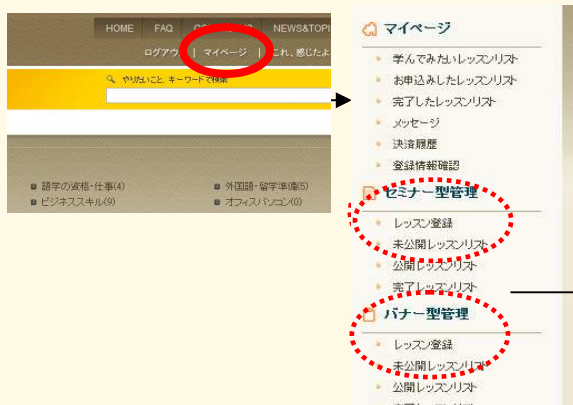 HOME FAQ NEWS&TOPI
ログアウ | マイページ | これ、感じたよ
やりたいこと、キーワードで検索
語学の資格・仕事(4) 外国語・留学準備(5)
ビジネススキル(9) オフィスパソコン(0)
マイページ
学んでみたいレッスンリスト
お申込みしたレッスンリスト
完了したレッスンリスト
メッセージ
決済履歴
登録情報確認
セミナー型管理
レッスン登録
未公開レッスンリスト
公開レッスンリスト
完了レッスンリスト
バナー型管理
レッスン登録
未公開レッスンリスト
公開レッスンリスト